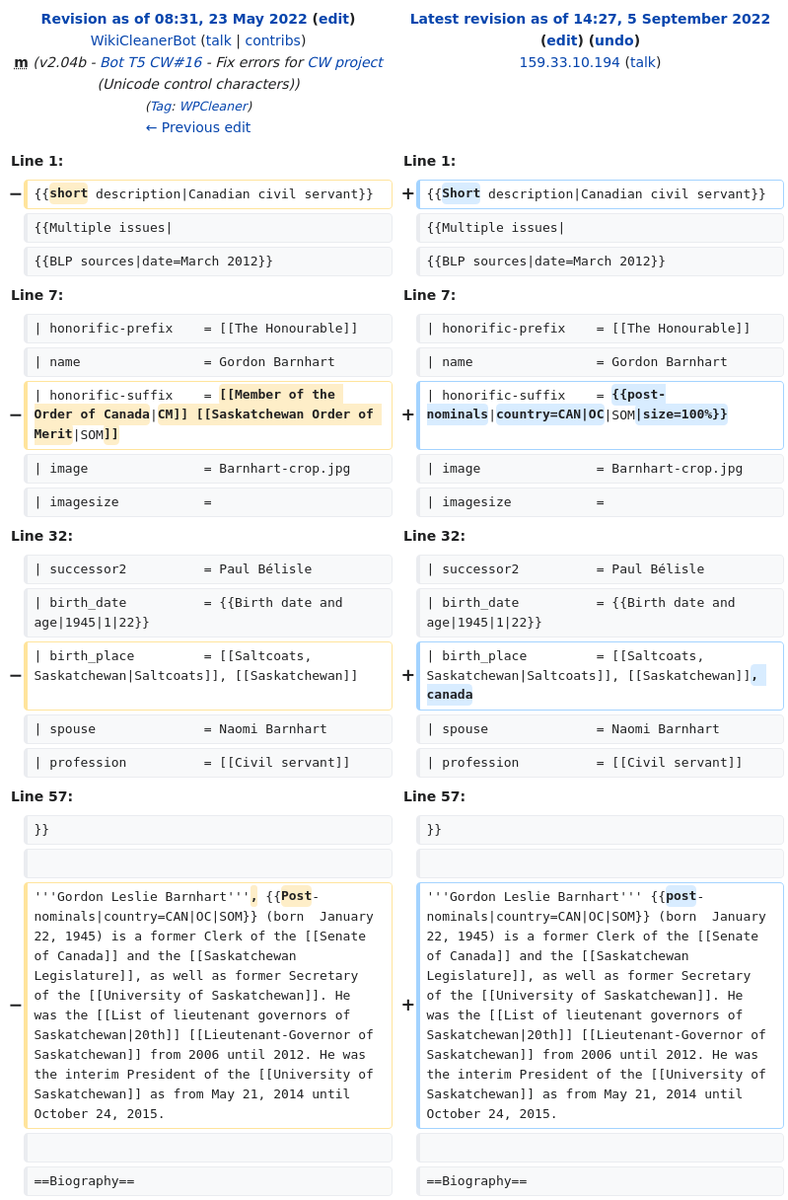 Revision as of 08:31, 23 May 2022 (edit)
WikiCleanerBot (talk | contribs)
m (v2.04b - Bot T5 CW#16 - Fix errors for CW project
(Unicode control characters))
(Tag: WPCleaner)
← Previous edit
Latest revision as of 14:27, 5 September 2022
(edit) (undo)
159.33.10.194 (talk)
Line 1:
Line 1:
− {{short description|Canadian civil servant}}
+ {{Short description|Canadian civil servant}}
{{Multiple issues|
{{Multiple issues|
{{BLP sources|date=March 2012}}
{{BLP sources|date=March 2012}}
Line 7:
Line 7:
| honorific-prefix    = [[The Honourable]]
| honorific-prefix    = [[The Honourable]]
| name                = Gordon Barnhart
| name                = Gordon Barnhart
− | honorific-suffix    = [[Member of the
Order of Canada|CM]] [[Saskatchewan Order of
Merit|SOM]]
+ | honorific-suffix    = {{post-
nominals|country=CAN|OC|SOM|size=100%}}
| image               = Barnhart-crop.jpg
| image               = Barnhart-crop.jpg
| imagesize           =
| imagesize           =
Line 32:
Line 32:
| successor2          = Paul Bélisle
| successor2          = Paul Bélisle
| birth_date          = {{Birth date and
age|1945|1|22}}
| birth_date          = {{Birth date and
age|1945|1|22}}
− | birth_place         = [[Saltcoats,
Saskatchewan|Saltcoats]], [[Saskatchewan]]
+ | birth_place         = [[Saltcoats,
Saskatchewan|Saltcoats]], [[Saskatchewan]],
canada
| spouse              = Naomi Barnhart
| spouse              = Naomi Barnhart
| profession          = [[Civil servant]]
| profession          = [[Civil servant]]
Line 57:
Line 57:
}}
}}
− '''Gordon Leslie Barnhart''', {{Post-
nominals|country=CAN|OC|SOM}} (born  January
22, 1945) is a former Clerk of the [[Senate
of Canada]] and the [[Saskatchewan
Legislature]], as well as former Secretary
of the [[University of Saskatchewan]]. He
was the [[List of lieutenant governors of
Saskatchewan|20th]] [[Lieutenant-Governor of
Saskatchewan]] from 2006 until 2012. He was
the interim President of the [[University of
Saskatchewan]] as from May 21, 2014 until
October 24, 2015.
+ '''Gordon Leslie Barnhart''' {{post-
nominals|country=CAN|OC|SOM}} (born  January
22, 1945) is a former Clerk of the [[Senate
of Canada]] and the [[Saskatchewan
Legislature]], as well as former Secretary
of the [[University of Saskatchewan]]. He
was the [[List of lieutenant governors of
Saskatchewan|20th]] [[Lieutenant-Governor of
Saskatchewan]] from 2006 until 2012. He was
the interim President of the [[University of
Saskatchewan]] as from May 21, 2014 until
October 24, 2015.
==Biography==
==Biography==